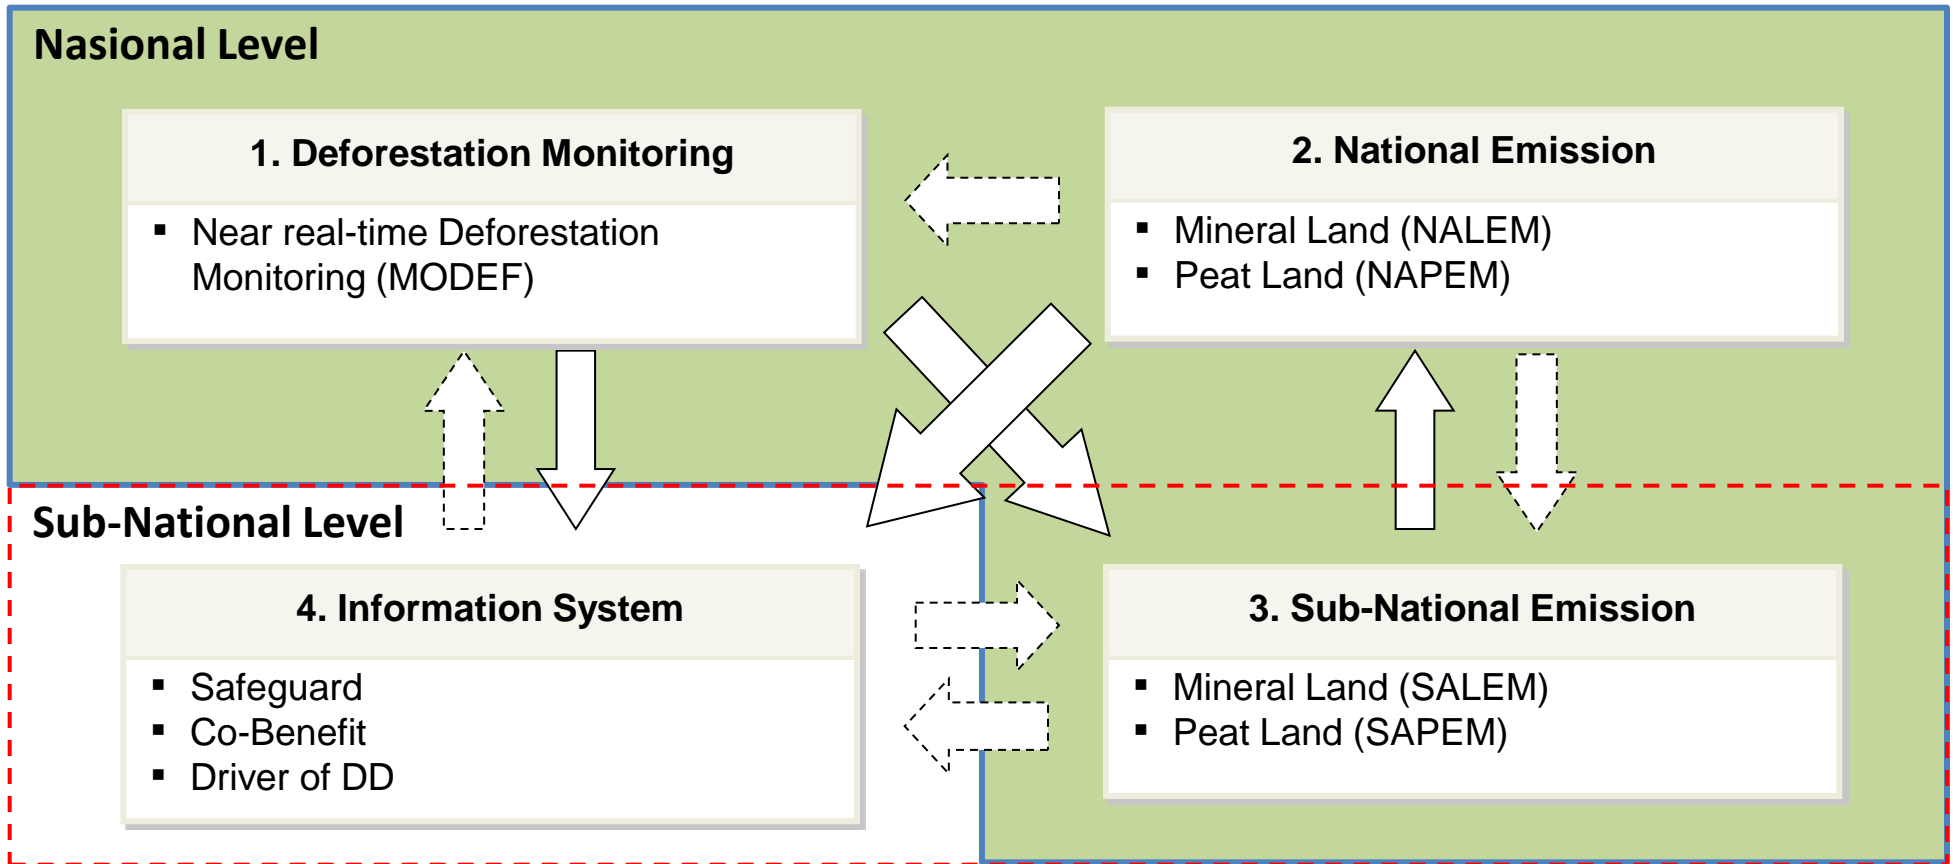 Nasional Level
1. Deforestation Monitoring
▪ Near real-time Deforestation
Monitoring (MODEF)
2. National Emission
▪ Mineral Land (NALEM)
▪ Peat Land (NAPEM)
Sub-National Level
4. Information System
▪ Safeguard
▪ Co-Benefit
▪ Driver of DD
3. Sub-National Emission
▪ Mineral Land (SALEM)
▪ Peat Land (SAPEM)